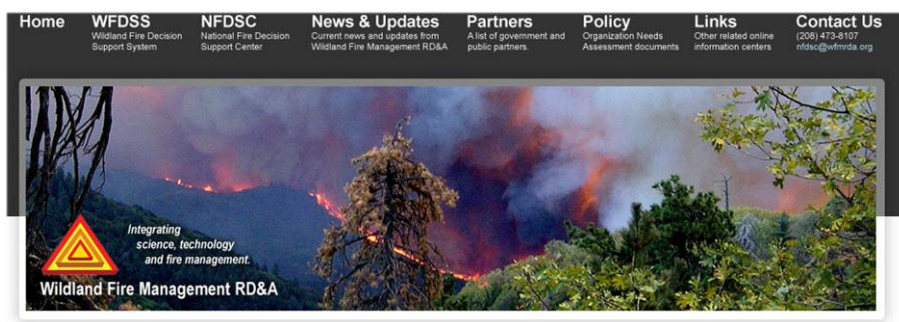 Home
WFDSS
Wildland Fire Decision
Support System
NFDSC
National Fire Decision
Support Center
News & Updates
Current news and updates from
Wildland Fire Management RD&A
Partners
A list of government and
public partners.
Policy
Organization Needs
Assessment documents
Links
Other related online
information centers
Contact Us
(208) 473-8107
nfdsc@wfmrda.org
Integrating
science, technology
and fire management.
Wildland Fire Management RD&A